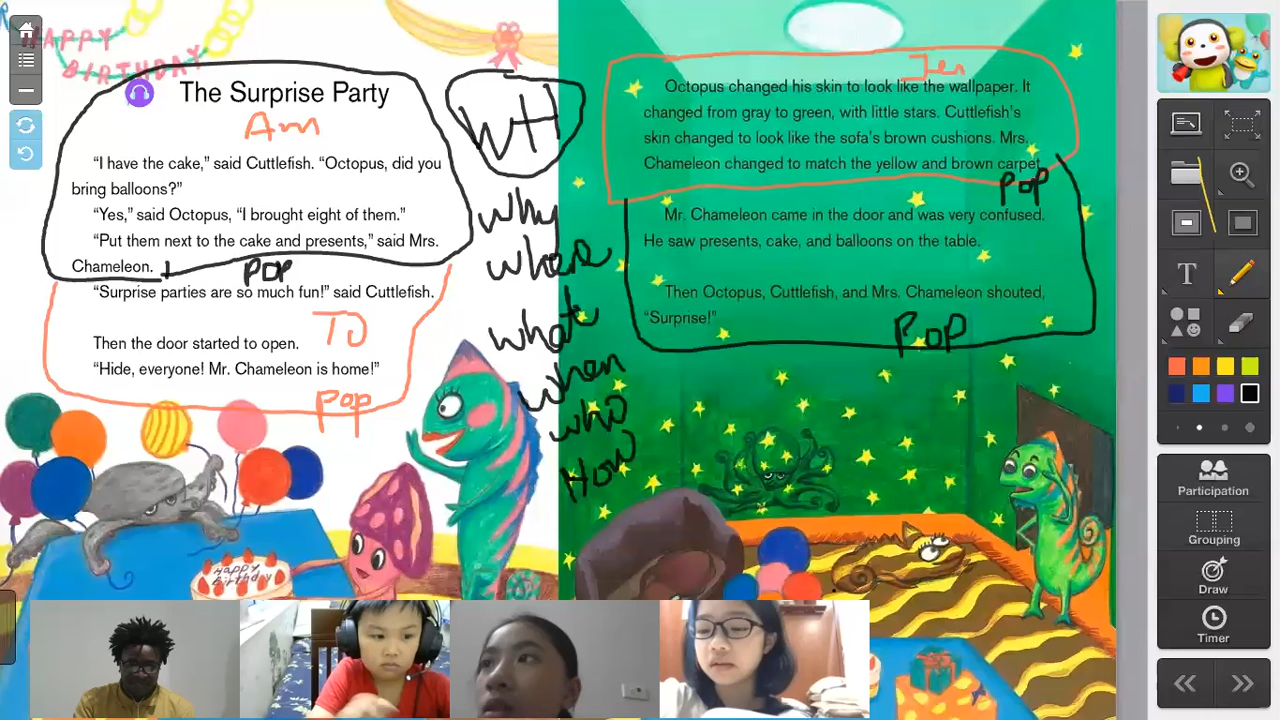 HAPPY
BIRTHDAY
The Surprise Party
Ann
“I have the cake,” said Cuttlefish. “Octopus, did you
bring balloons?”
“Yes,” said Octopus, “I brought eight of them.”
“Put them next to the cake and presents,” said Mrs.
Chameleon.
POP
“Surprise parties are so much fun!” said Cuttlefish.
TO
Then the door started to open.
“Hide, everyone! Mr. Chameleon is home!”
Pop
WH
why
where
what
when
who
How
Jen
Octopus changed his skin to look like the wallpaper. It
changed from gray to green, with little stars. Cuttlefish’s
skin changed to look like the sofa’s brown cushions. Mrs.
Chameleon changed to match the yellow and brown carpet.
POP
Mr. Chameleon came in the door and was very confused.
He saw presents, cake, and balloons on the table.
Then Octopus, Cuttlefish, and Mrs. Chameleon shouted,
“Surprise!”
POP
Happy
Birthday
T
Participation
Grouping
Draw
Timer